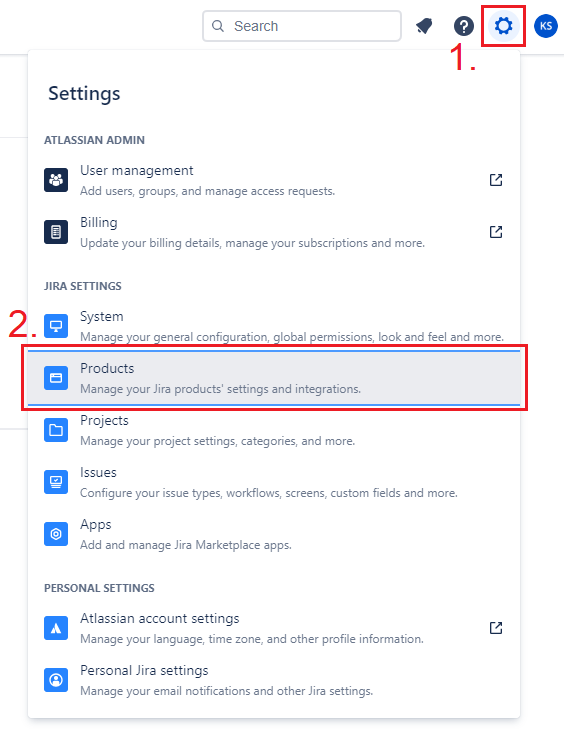 Search
?
KS
1.
Settings
ATLASSIAN ADMIN
User management
Add users, groups, and manage access requests.
Billing
Update your billing details, manage your subscriptions and more.
JIRA SETTINGS
2.
System
Manage your general configuration, global permissions, look and feel and more.
Products
Manage your Jira products' settings and integrations.
Projects
Manage your project settings, categories, and more.
Issues
Configure your issue types, workflows, screens, custom fields and more.
Apps
Add and manage Jira Marketplace apps.
PERSONAL SETTINGS
Atlassian account settings
Manage your language, time zone, and other profile information.
Personal Jira settings
Manage your email notifications and other Jira settings.